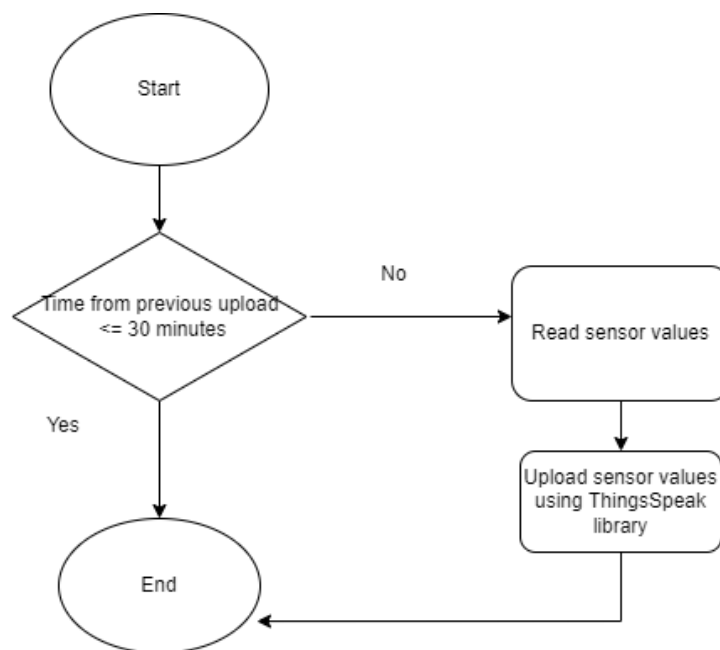 Start
Time from previous upload
<= 30 minutes
No
Read sensor values
Yes
Upload sensor values
using ThingsSpeak
library
End